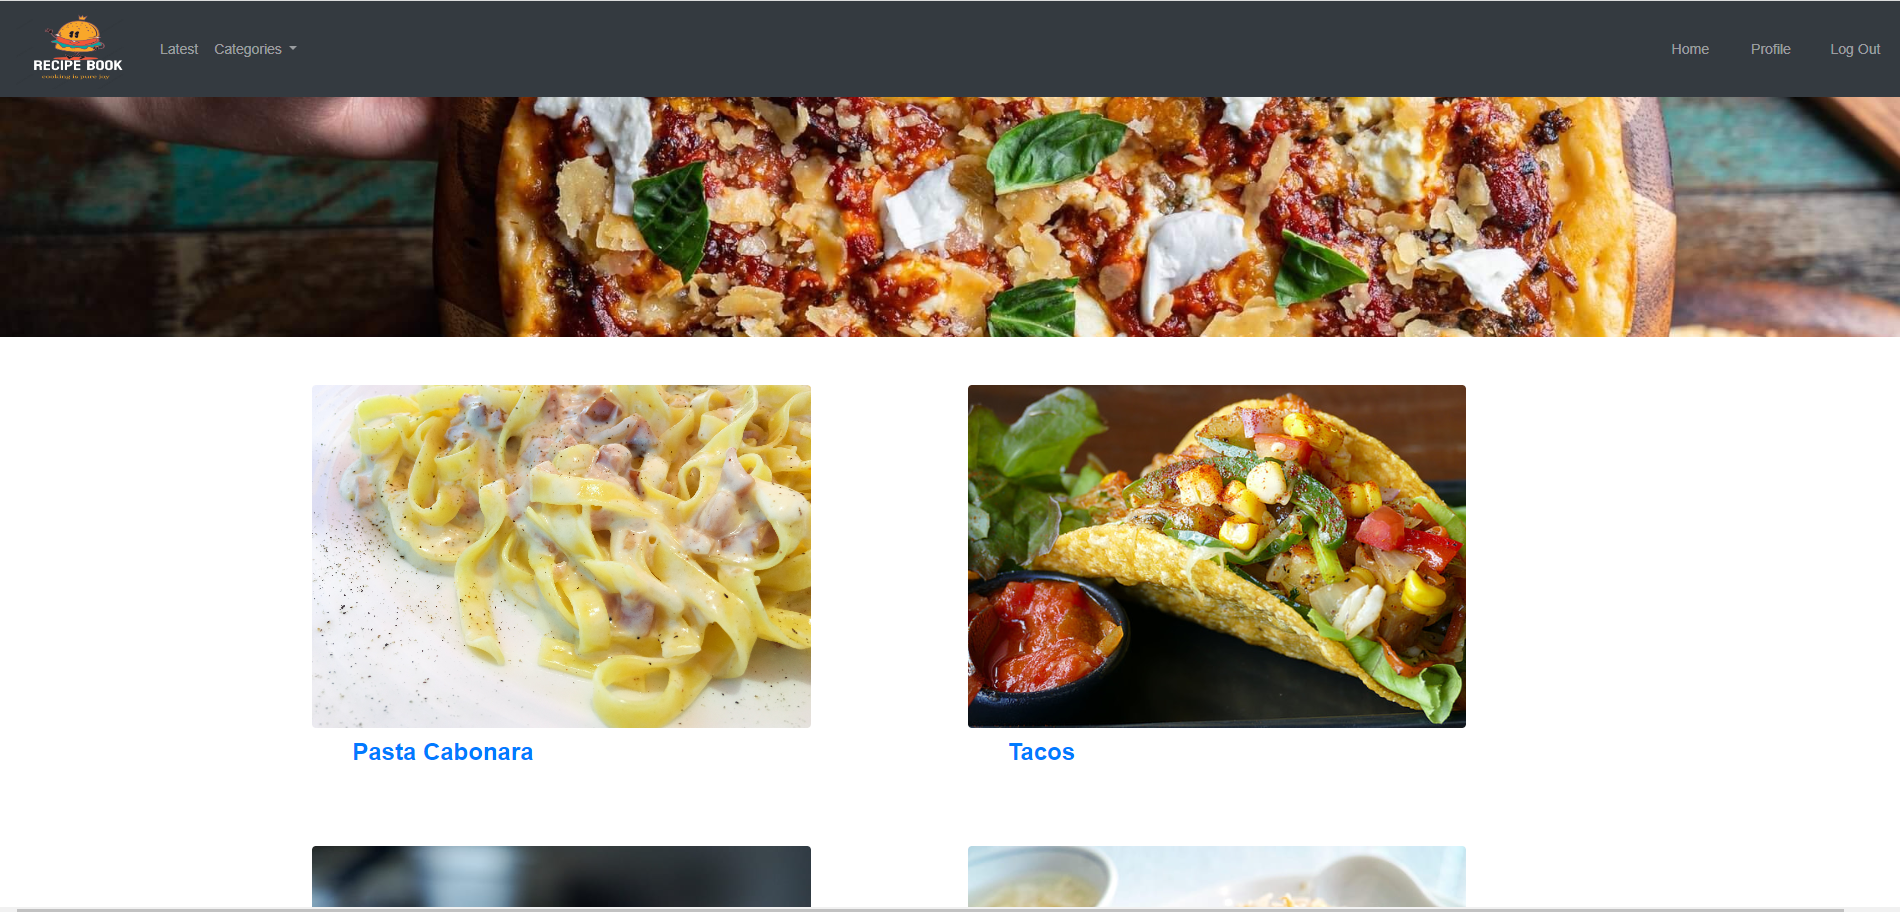 RECIPE BOOK
cooking is pure joy
Latest Categories
Home Profile Log Out
Pasta Cabonara
Tacos